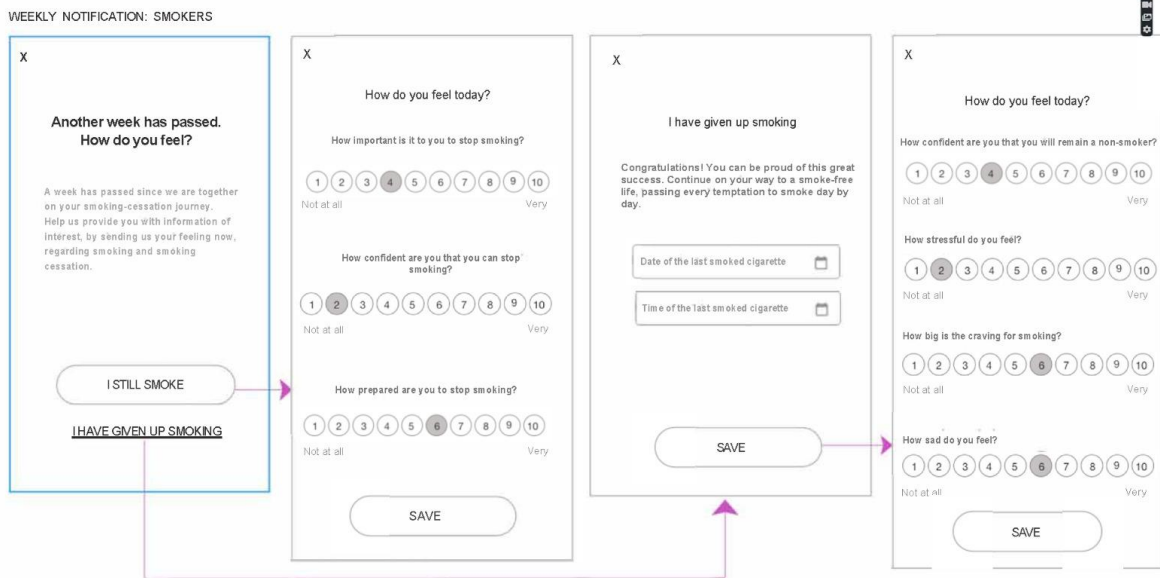 WEEKLY NOTIFICATION: SMOKERS
X
Another week has passed.
How do you feel?
A week has passed since we are together
on your smoking-cessation journey.
Help us provide you with information of
interest, by sending us your feeling now,
regarding smoking and smoking
cessation.
I STILL SMOKE
I HAVE GIVEN UP SMOKING
X
How do you feel today?
How important is it to you to stop smoking?
1 2 3 4 5 6 7 8 9 10
Not at all Very
How confident are you that you can stop
smoking?
1 2 3 4 5 6 7 8 9 10
Not at all Very
How prepared are you to stop smoking?
1 2 3 4 5 6 7 8 9 10
Not at all Very
SAVE
X
I have given up smoking
Congratulations! You can be proud of this great
success. Continue on your way to a smoke-free
life, passing every temptation to smoke day by
day.
Date of the last smoked cigarette
Time of the last smoked cigarette
SAVE
X
How do you feel today?
How confident are you that you will remain a non-smoker?
1 2 3 4 5 6 7 8 9 10
Not at all Very
How stressful do you feel?
1 2 3 4 5 6 7 8 9 10
Not at all Very
How big is the craving for smoking?
1 2 3 4 5 6 7 8 9 10
Not at all Very
How sad do you feel?
1 2 3 4 5 6 7 8 9 10
Not at all Very
SAVE